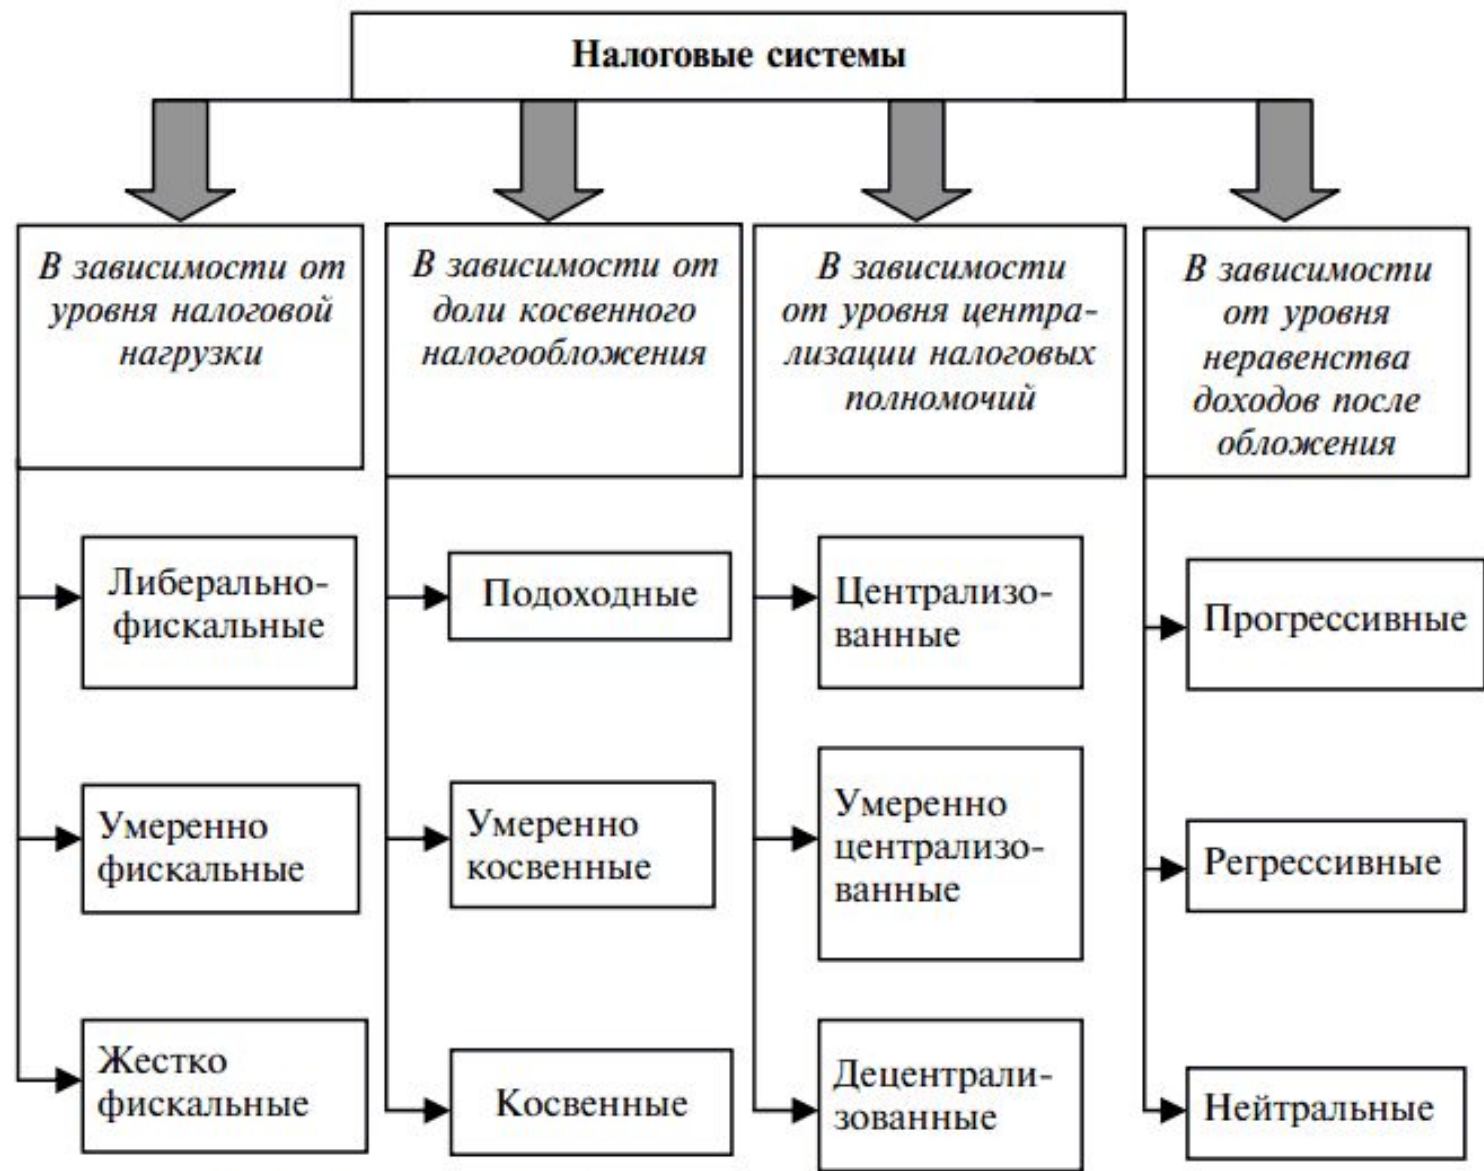 Налоговые системы
В зависимости от
уровня налоговой
нагрузки
В зависимости от
доли косвенного
налогообложения
В зависимости
от уровня центра-
лизации налоговых
полномочий
В зависимости
от уровня
неравенства
доходов после
обложения
Либерально-
фискальные
Умеренно
фискальные
Жестко
фискальные
Подоходные
Умеренно
косвенные
Косвенные
Централизо-
ванные
Умеренно
централизо-
ванные
Децентрали-
зованные
Прогрессивные
Регрессивные
Нейтральные